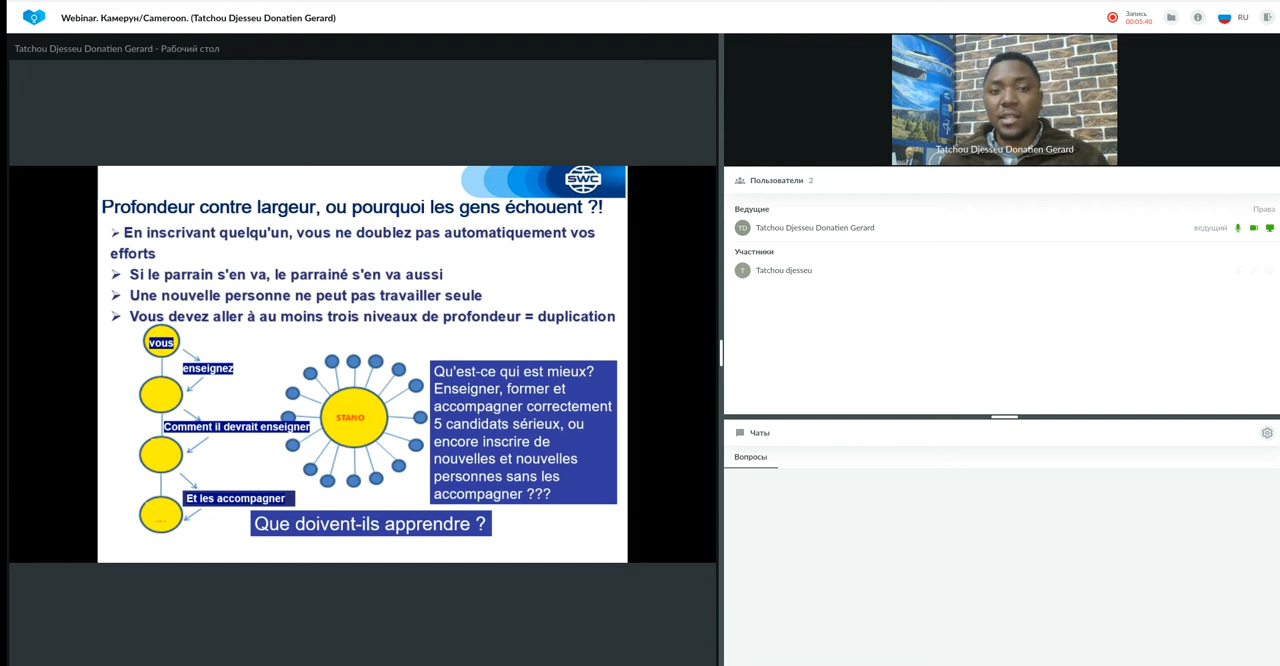 Webinar. Камерун/Cameroon. (Tatchou Djesseu Donatien Gerard)
Запись
00:05:40
RU
Tatchou Djesseu Donatien Gerard - Рабочий стол
SWC
Profondeur contre largeur, ou pourquoi les gens échouent ?!
En inscrivant quelqu'un, vous ne doublez pas automatiquement vos
efforts
Si le parrain s'en va, le parrainé s'en va aussi
Une nouvelle personne ne peut pas travailler seule
Vous devez aller à au moins trois niveaux de profondeur = duplication
vous
enseignez
Comment il devrait enseigner
Et les accompagner
STANO
Qu'est-ce qui est mieux?
Enseigner, former et
accompagner correctement
5 candidats sérieux, ou
encore inscrire de
nouvelles et nouvelles
personnes sans les
accompagner ???
Que doivent-ils apprendre ?
Tatchou Djesseu Donatien Gerard
Пользователи 2
Ведущие
Права
TD
Tatchou Djesseu Donatien Gerard
ведущий
Участники
T
Tatchou djesseu
Чаты
Вопросы